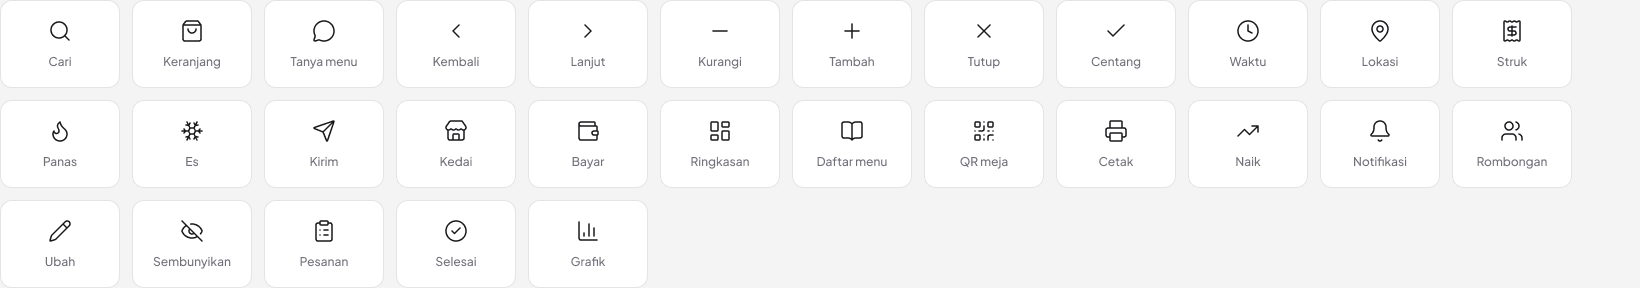 Cari
Keranjang
Tanya menu
Kembali
Lanjut
Kurangi
Tambah
Tutup
Centang
Waktu
Lokasi
Struk
Panas
Es
Kirim
Kedai
Bayar
Ringkasan
Daftar menu
QR meja
Cetak
Naik
Notifikasi
Rombongan
Ubah
Sembunyikan
Pesanan
Selesai
Grafik